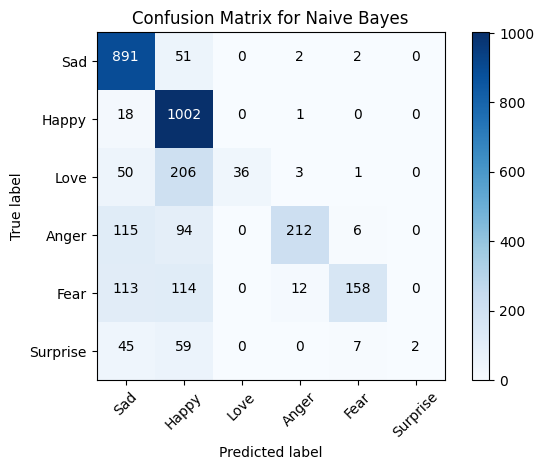 Confusion Matrix for Naive Bayes
True label
Sad 891 51 0 2 2 0
Happy 18 1002 0 1 0 0
Love 50 206 36 3 1 0
Anger 115 94 0 212 6 0
Fear 113 114 0 12 158 0
Surprise 45 59 0 0 7 2
Sad Happy Love Anger Fear Surprise
Predicted label
1000
800
600
400
200
0